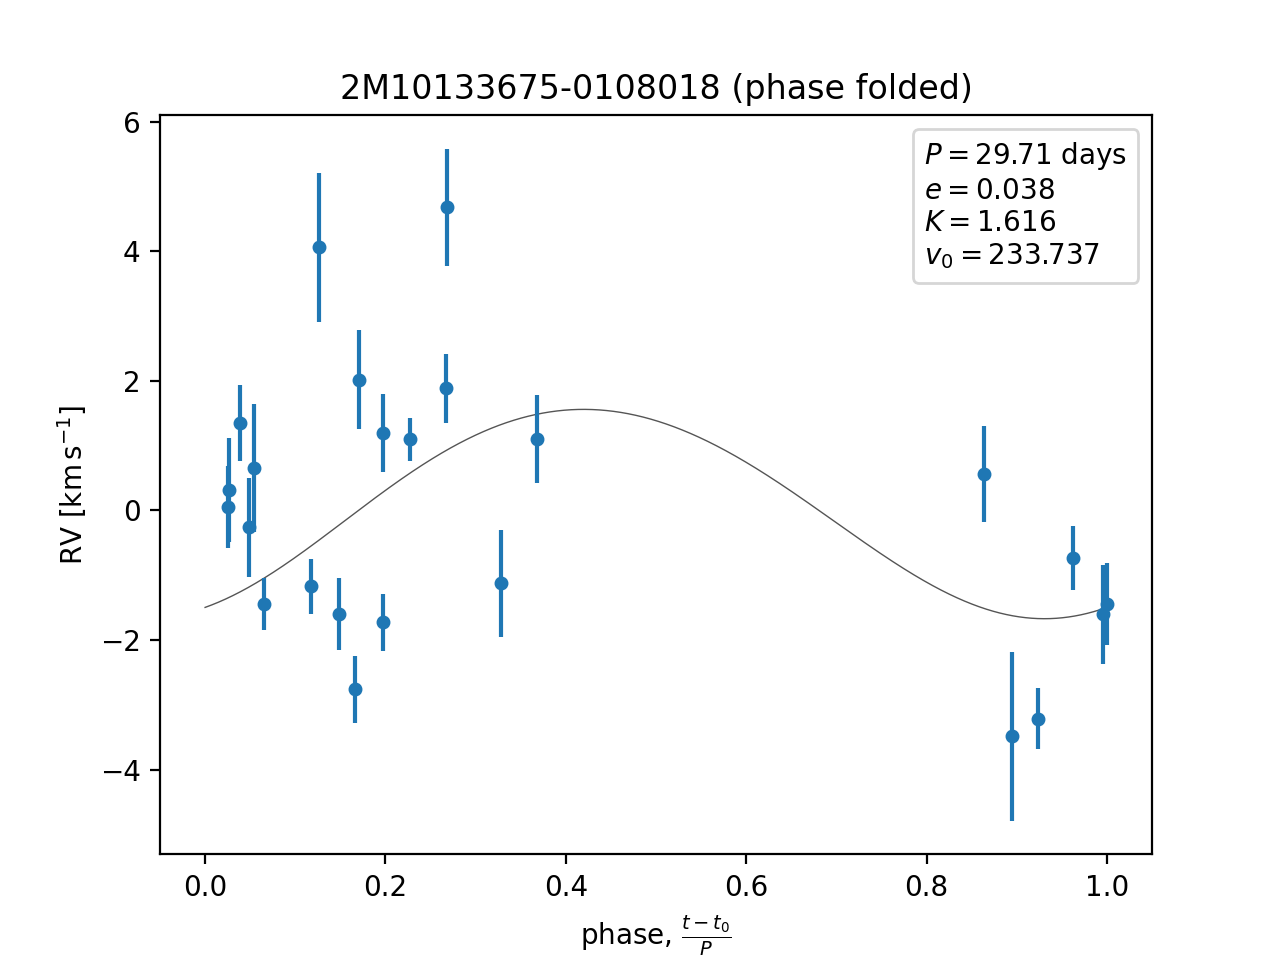 2M10133675-0108018 (phase folded)
P = 29.71 days
e = 0.038
K = 1.616
v₀ = 233.737
6
4
2
0
−2
−4
RV [km s⁻¹]
0.0 0.2 0.4 0.6 0.8 1.0
phase, (t − t₀)/P